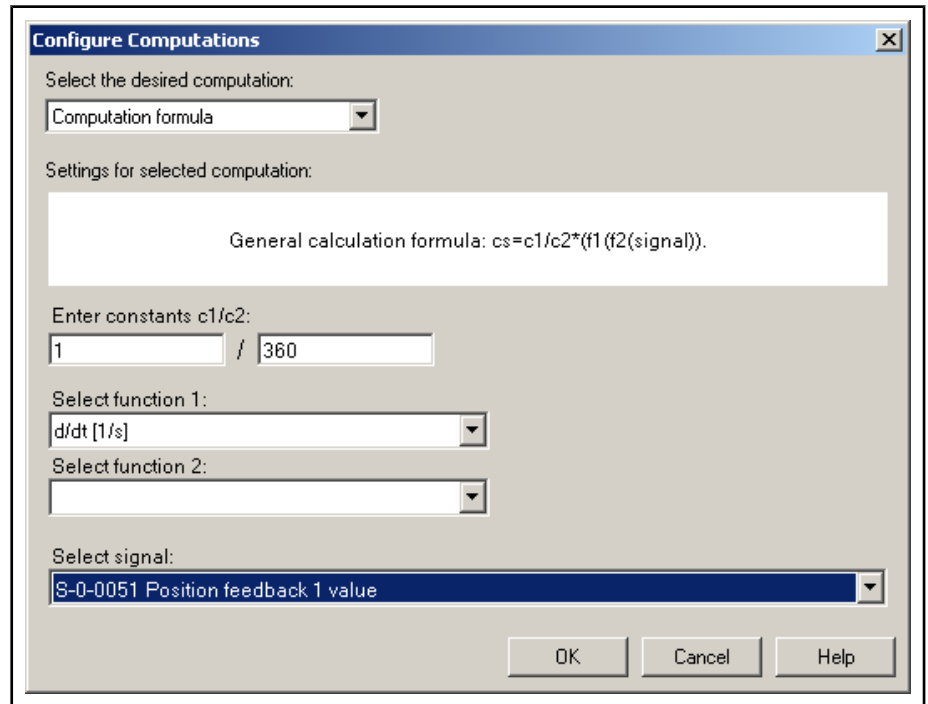 Configure Computations
Select the desired computation:
Computation formula
Settings for selected computation:
General calculation formula: cs=c1/c2*(f1(f2(signal)).
Enter constants c1/c2:
1 / 360
Select function 1:
d/dt [1/s]
Select function 2:
Select signal:
S-0-0051 Position feedback 1 value
OK Cancel Help